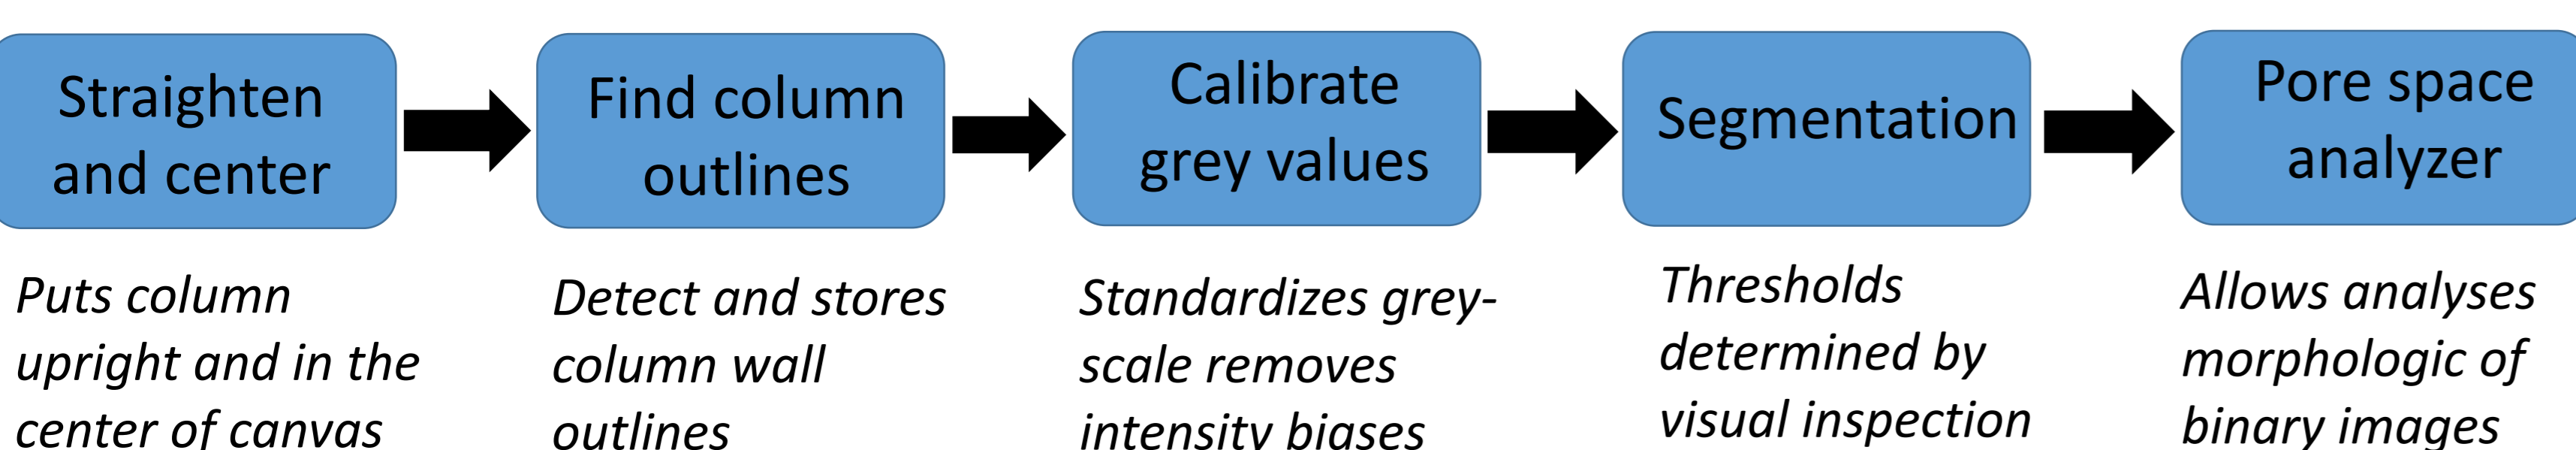 Straighten
and center
Find column
outlines
Calibrate
grey values
Segmentation
Pore space
analyzer
Puts column
upright and in the
center of canvas
Detect and stores
column wall
outlines
Standardizes grey-
scale removes
intensity biases
Thresholds
determined by
visual inspection
Allows analyses
morphologic of
binary images